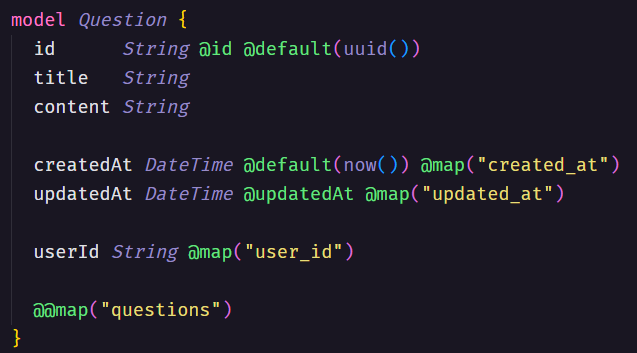 model Question {
  id      String @id @default(uuid())
  title   String
  content String

  createdAt DateTime @default(now()) @map("created_at")
  updatedAt DateTime @updatedAt @map("updated_at")

  userId String @map("user_id")

  @@map("questions")
}